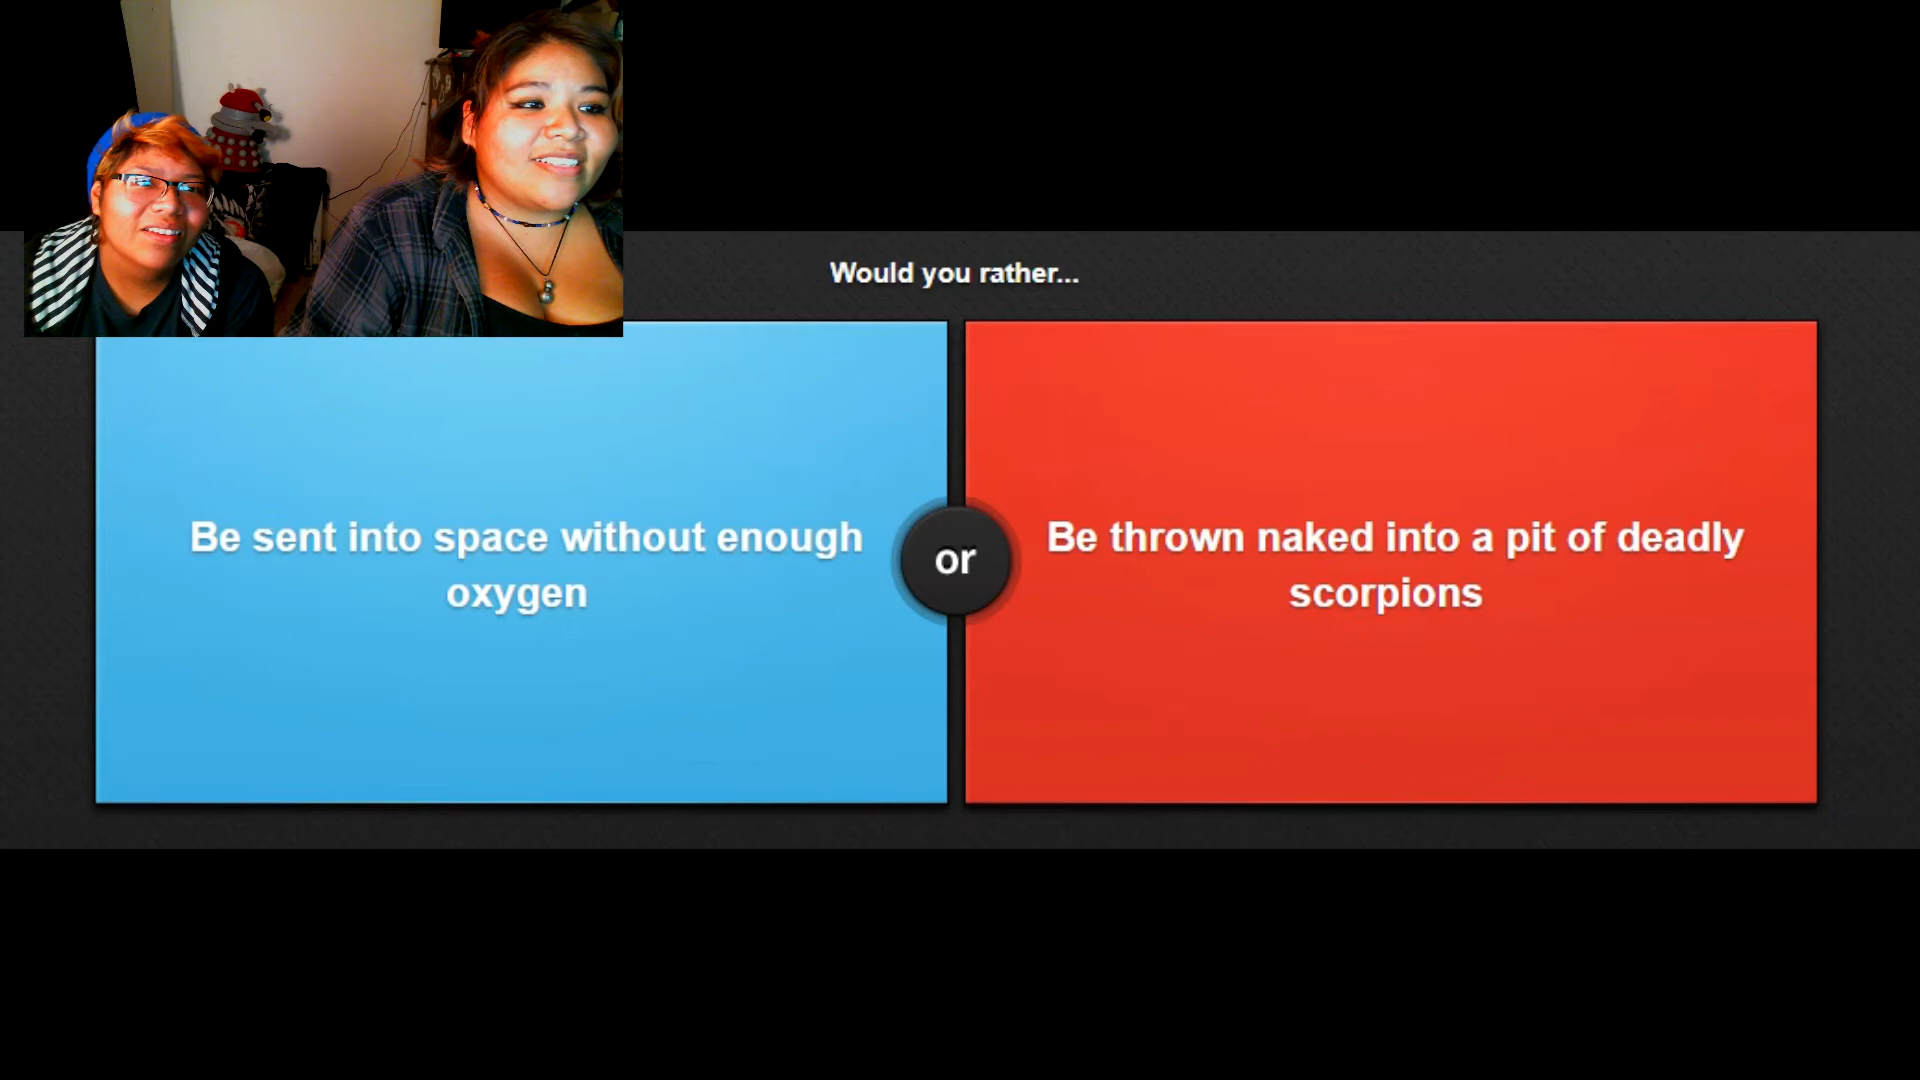 Would you rather...
Be sent into space without enough
oxygen
or
Be thrown naked into a pit of deadly
scorpions